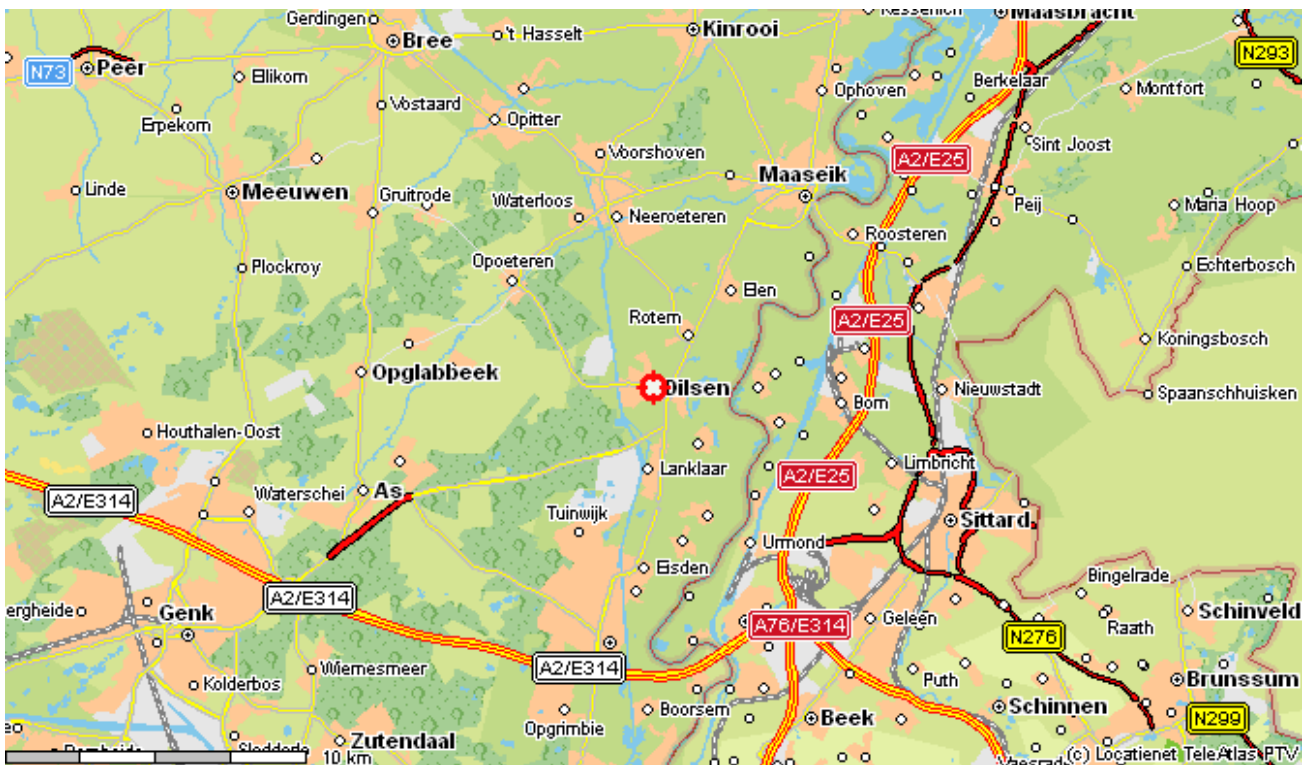 Gerdingen
Bree
't Hasselt
Kinrooi
Kessenich
Maasbracht
N293
N73
Peer
Ellikom
Vostaard
Ophoven
Berkelaar
Montfort
Erpekom
Opitter
Sint Joost
Voorshoven
A2/E25
Linde
Meeuwen
Gruitrode
Maaseik
Waterloos
Neeroeteren
Peij
Maria Hoop
Roosteren
Plockroy
Opoeteren
Echterbosch
Elen
Rotem
A2/E25
Koningsbosch
Opglabbeek
Dilsen
Born
Nieuwstadt
Spaanschhuisken
Houthalen-Oost
Lanklaar
Limbricht
A2/E25
A2/E314
Waterschei
As
Tuinwijk
Sittard
Urmond
Eisden
Bingelrade
A2/E314
ergheide
Genk
Schinveld
A76/E314
Geleen
Raath
N276
Wiemesmeer
A2/E314
Kolderbos
Puth
Brunssum
Opgrimbie
Boorsem
Beek
Schinnen
N299
Zutendaal
10 km
(c) Locatienet TeleAtlas PTV